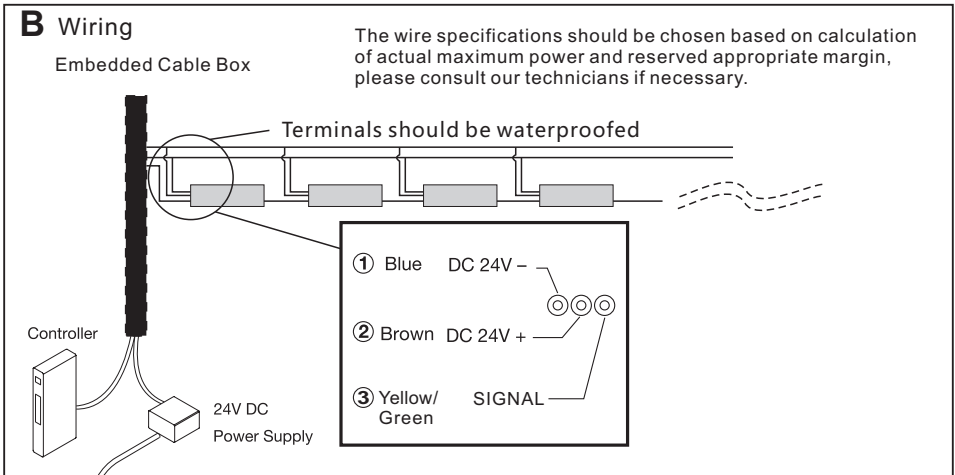 B Wiring
The wire specifications should be chosen based on calculation
of actual maximum power and reserved appropriate margin,
please consult our technicians if necessary.
Embedded Cable Box
Terminals should be waterproofed
① Blue DC 24V –
② Brown DC 24V +
③ Yellow/ SIGNAL
Green
Controller
24V DC
Power Supply